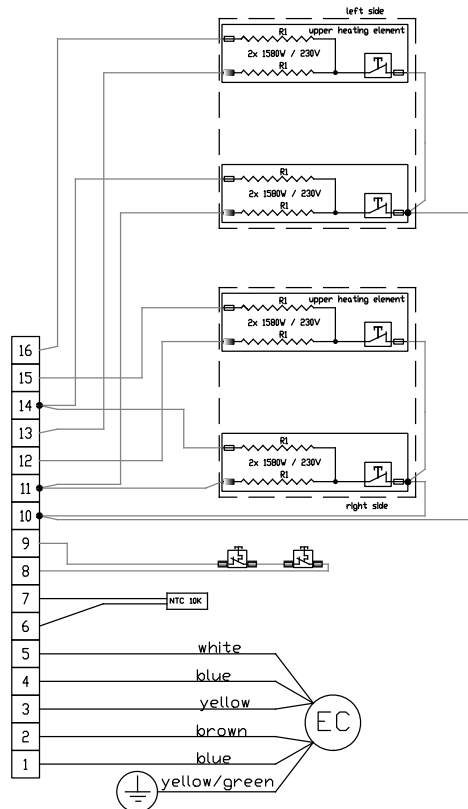 left side
R1
upper heating element
2x 1580W / 230V
R1
R1
2x 1580W / 230V
R1
R1
upper heating element
2x 1580W / 230V
R1
R1
2x 1580W / 230V
R1
right side
16
15
14
13
12
11
10
9
8
7
NTC 10K
6
5
white
4
blue
3
yellow
EC
2
brown
1
blue
yellow/green